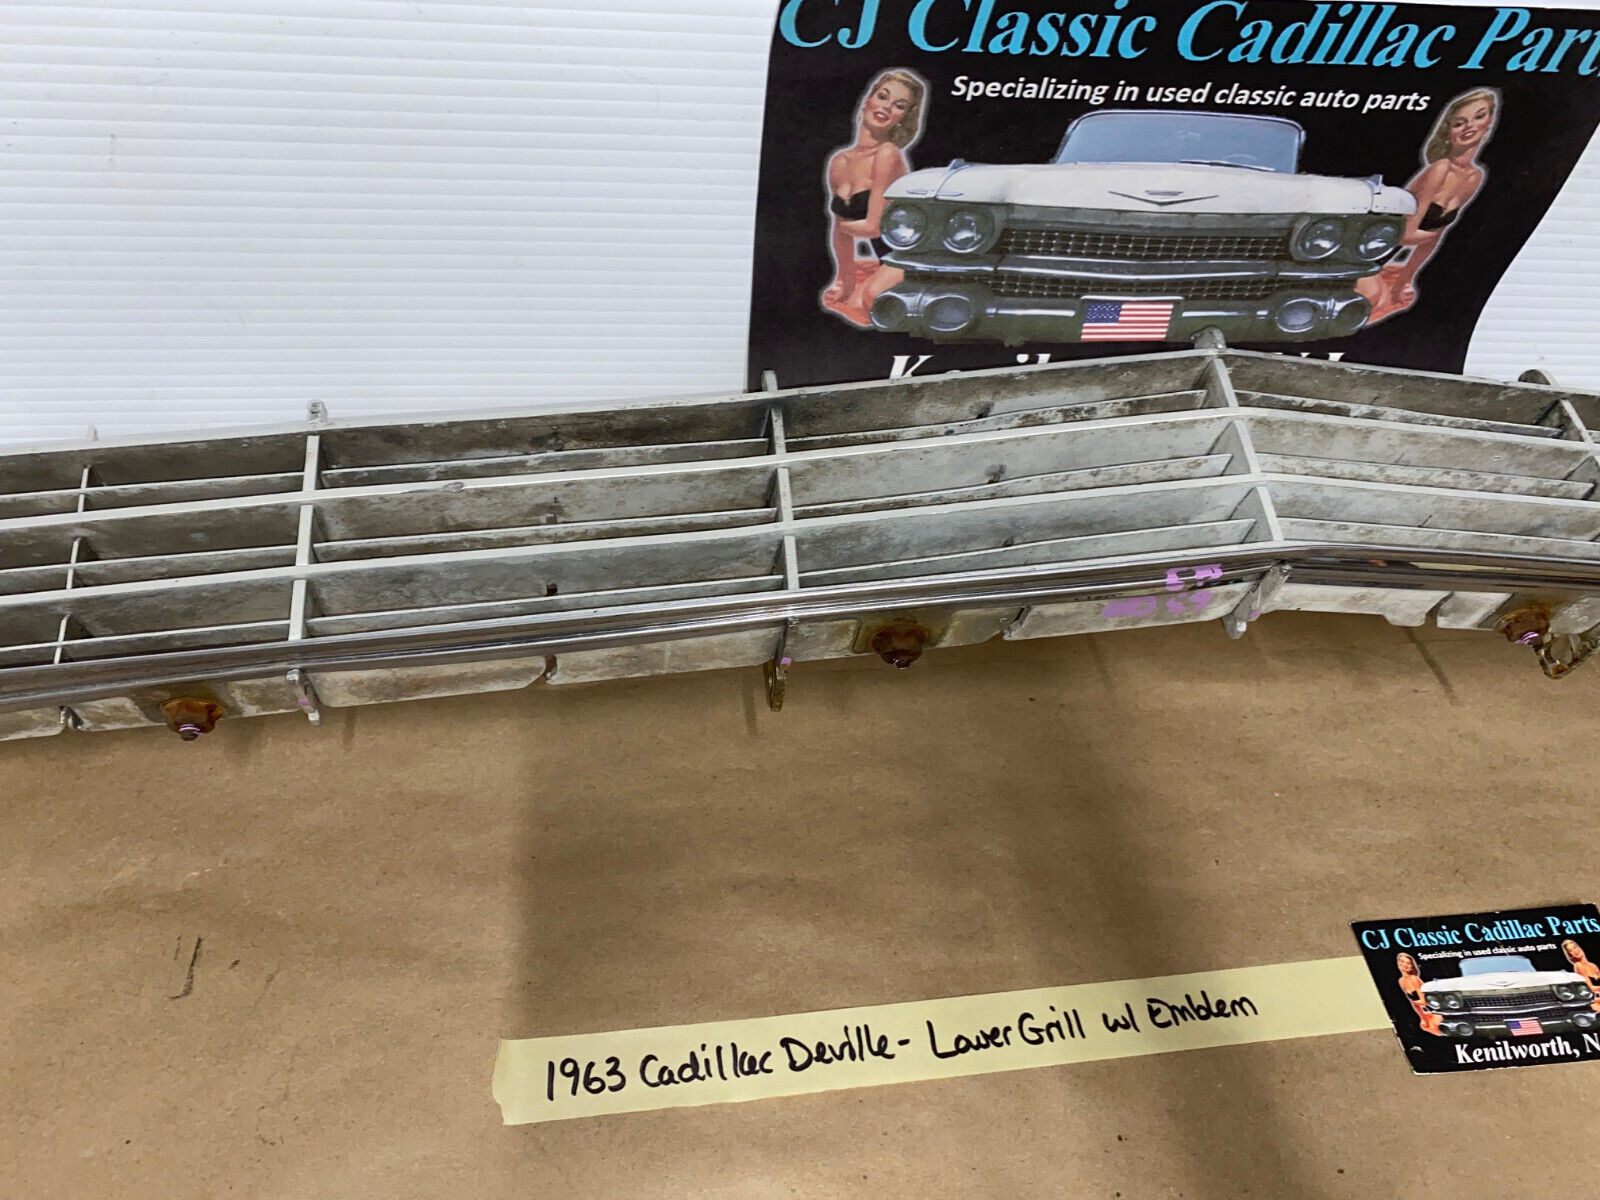 CJ Classic Cadillac Part
Specializing in used classic auto parts
1963 Cadillac Deville - Lower Grill w/ Emblem
CJ Classic Cadillac Parts
Specializing in used classic auto parts
Kenilworth, N